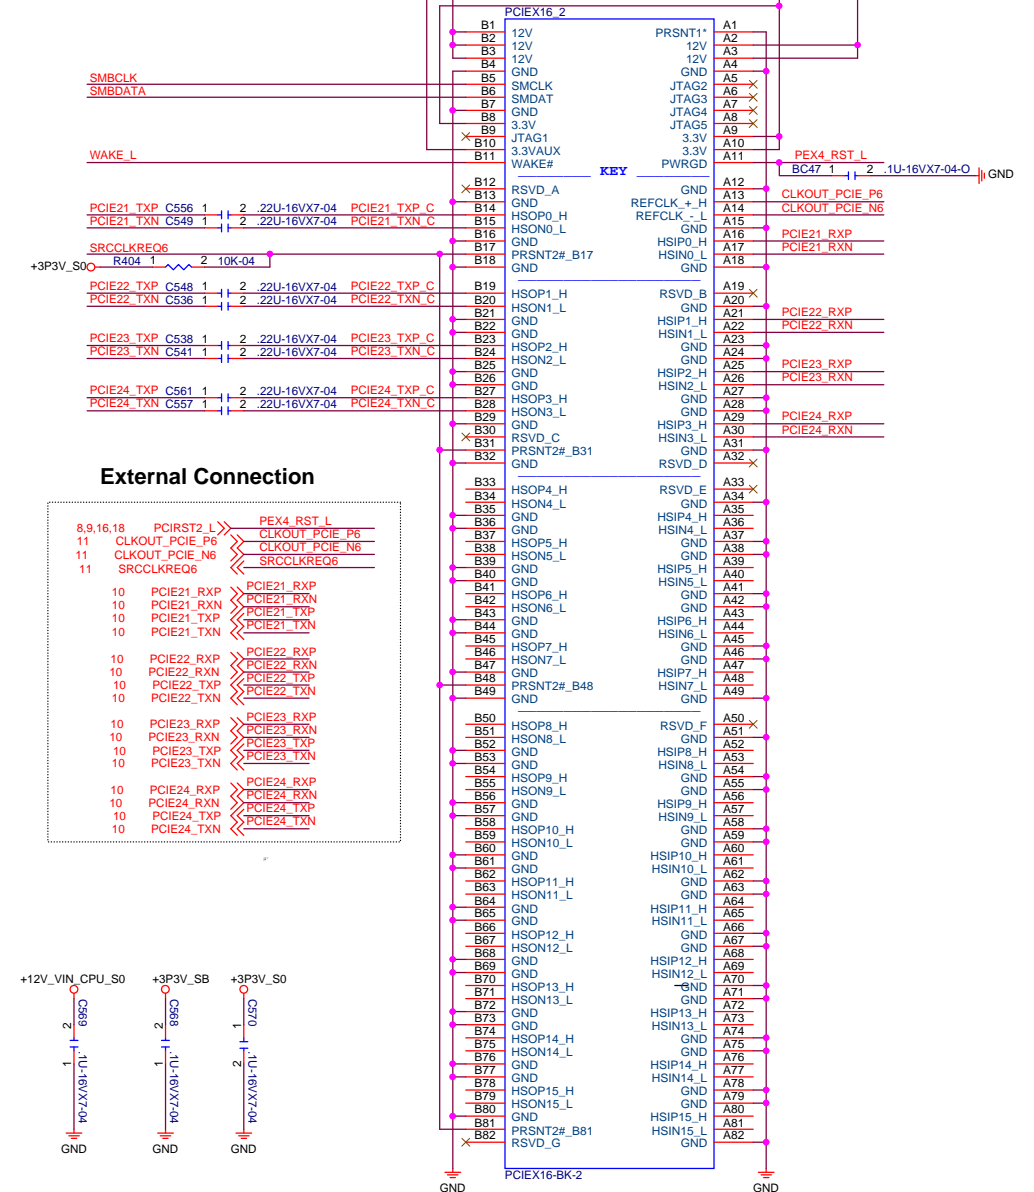 PCIEX16_2
B1 12V PRSNT1* A1
B2 12V 12V A2
B3 12V 12V A3
B4 GND GND A4
SMBCLK B5 SMCLK JTAG2 A5
SMBDATA B6 SMDAT JTAG3 A6
B7 GND JTAG4 A7
B8 3.3V JTAG5 A8
B9 JTAG1 3.3V A9
B10 3.3VAUX 3.3V A10
WAKE_L B11 WAKE# PWRGD A11 PEX4_RST_L
KEY BC47 1 2 .1U-16VX7-04-O GND
B12 RSVD_A GND A12
B13 GND REFCLK_+_H A13 CLKOUT_PCIE_P6
PCIE21_TXP C556 1 2 .22U-16VX7-04 PCIE21_TXP_C B14 HSOP0_H REFCLK_-_L A14 CLKOUT_PCIE_N6
PCIE21_TXN C549 1 2 .22U-16VX7-04 PCIE21_TXN_C B15 HSON0_L GND A15
B16 GND HSIP0_H A16 PCIE21_RXP
SRCCLKREQ6 B17 PRSNT2#_B17 HSIN0_L A17 PCIE21_RXN
+3P3V_S0 R404 1 2 10K-04 B18 GND GND A18
PCIE22_TXP C548 1 2 .22U-16VX7-04 PCIE22_TXP_C B19 HSOP1_H RSVD_B A19
PCIE22_TXN C536 1 2 .22U-16VX7-04 PCIE22_TXN_C B20 HSON1_L GND A20
B21 GND HSIP1_H A21 PCIE22_RXP
B22 GND HSIN1_L A22 PCIE22_RXN
PCIE23_TXP C538 1 2 .22U-16VX7-04 PCIE23_TXP_C B23 HSOP2_H GND A23
PCIE23_TXN C541 1 2 .22U-16VX7-04 PCIE23_TXN_C B24 HSON2_L GND A24
B25 GND HSIP2_H A25 PCIE23_RXP
B26 GND HSIN2_L A26 PCIE23_RXN
PCIE24_TXP C561 1 2 .22U-16VX7-04 PCIE24_TXP_C B27 HSOP3_H GND A27
PCIE24_TXN C557 1 2 .22U-16VX7-04 PCIE24_TXN_C B28 HSON3_L GND A28
B29 GND HSIP3_H A29 PCIE24_RXP
B30 RSVD_C HSIN3_L A30 PCIE24_RXN
B31 PRSNT2#_B31 GND A31
B32 GND RSVD_D A32
B33 HSOP4_H RSVD_E A33
B34 HSON4_L GND A34
B35 GND HSIP4_H A35
B36 GND HSIN4_L A36
B37 HSOP5_H GND A37
B38 HSON5_L GND A38
B39 GND HSIP5_H A39
B40 GND HSIN5_L A40
B41 HSOP6_H GND A41
B42 HSON6_L GND A42
B43 GND HSIP6_H A43
B44 GND HSIN6_L A44
B45 HSOP7_H GND A45
B46 HSON7_L GND A46
B47 GND HSIP7_H A47
B48 PRSNT2#_B48 HSIN7_L A48
B49 GND GND A49
B50 HSOP8_H RSVD_F A50
B51 HSON8_L GND A51
B52 GND HSIP8_H A52
B53 GND HSIN8_L A53
B54 HSOP9_H GND A54
B55 HSON9_L GND A55
B56 GND HSIP9_H A56
B57 GND HSIN9_L A57
B58 HSOP10_H GND A58
B59 HSON10_L GND A59
B60 GND HSIP10_H A60
B61 GND HSIN10_L A61
B62 HSOP11_H GND A62
B63 HSON11_L GND A63
B64 GND HSIP11_H A64
B65 GND HSIN11_L A65
B66 HSOP12_H GND A66
B67 HSON12_L GND A67
B68 GND HSIP12_H A68
B69 GND HSIN12_L A69
B70 HSOP13_H GND A70
B71 HSON13_L GND A71
B72 GND HSIP13_H A72
B73 GND HSIN13_L A73
B74 HSOP14_H GND A74
B75 HSON14_L GND A75
B76 GND HSIP14_H A76
B77 GND HSIN14_L A77
B78 HSOP15_H GND A78
B79 HSON15_L GND A79
B80 GND HSIP15_H A80
B81 PRSNT2#_B81 HSIN15_L A81
B82 RSVD_G GND A82
PCIEX16-BK-2
GND GND
External Connection
8,9,16,18 PCIRST2_L PEX4_RST_L
11 CLKOUT_PCIE_P6 CLKOUT_PCIE_P6
11 CLKOUT_PCIE_N6 CLKOUT_PCIE_N6
11 SRCCLKREQ6 SRCCLKREQ6
10 PCIE21_RXP PCIE21_RXP
10 PCIE21_RXN PCIE21_RXN
10 PCIE21_TXP PCIE21_TXP
10 PCIE21_TXN PCIE21_TXN
10 PCIE22_RXP PCIE22_RXP
10 PCIE22_RXN PCIE22_RXN
10 PCIE22_TXP PCIE22_TXP
10 PCIE22_TXN PCIE22_TXN
10 PCIE23_RXP PCIE23_RXP
10 PCIE23_RXN PCIE23_RXN
10 PCIE23_TXP PCIE23_TXP
10 PCIE23_TXN PCIE23_TXN
10 PCIE24_RXP PCIE24_RXP
10 PCIE24_RXN PCIE24_RXN
10 PCIE24_TXP PCIE24_TXP
10 PCIE24_TXN PCIE24_TXN
+12V_VIN_CPU_S0 +3P3V_SB +3P3V_S0
C569 2 1 .1U-16VX7-04
C568 2 1 .1U-16VX7-04
C570 1 2 .1U-16VX7-04
GND GND GND